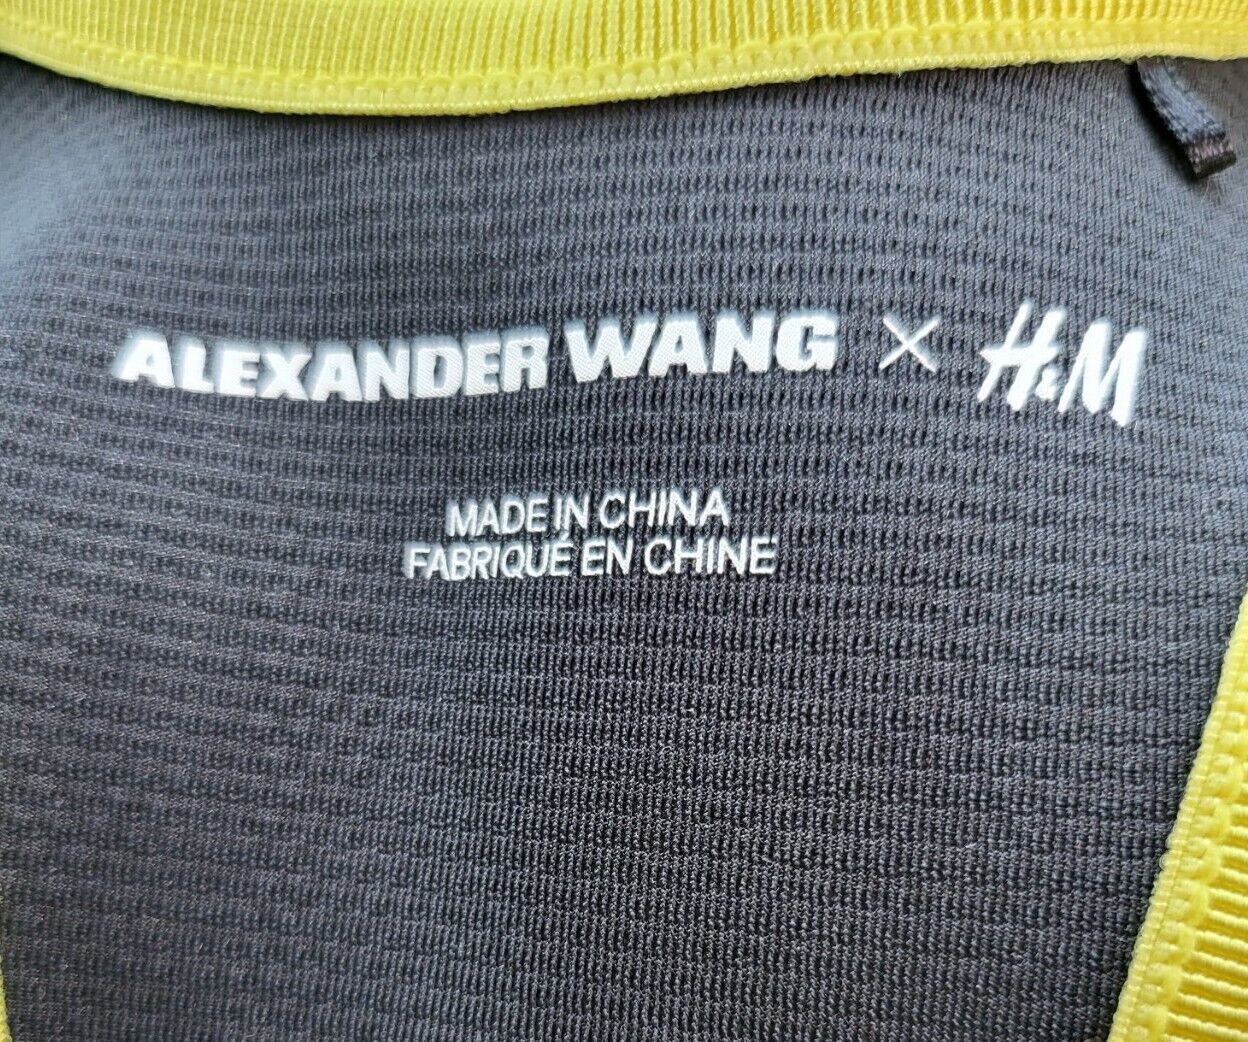 ALEXANDER WANG × H&M
MADE IN CHINA
FABRIQUÉ EN CHINE